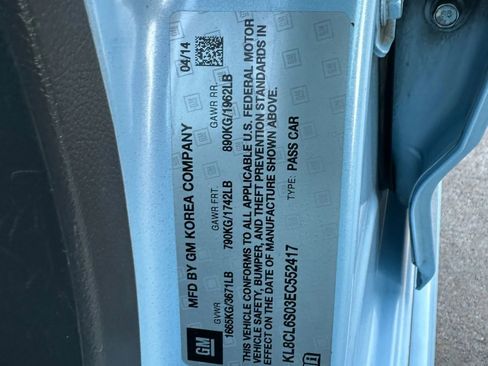 MFD BY GM KOREA COMPANY 04/14
GVWR GAWR FRT. GAWR RR.
1665KG/3671LB 790KG/1742LB 890KG/1962LB
THIS VEHICLE CONFORMS TO ALL APPLICABLE U.S. FEDERAL MOTOR
VEHICLE SAFETY, BUMPER, AND THEFT PREVENTION STANDARDS IN
EFFECT ON THE DATE OF MANUFACTURE SHOWN ABOVE.
KL8CL6S03EC552417 TYPE: PASS CAR
GM